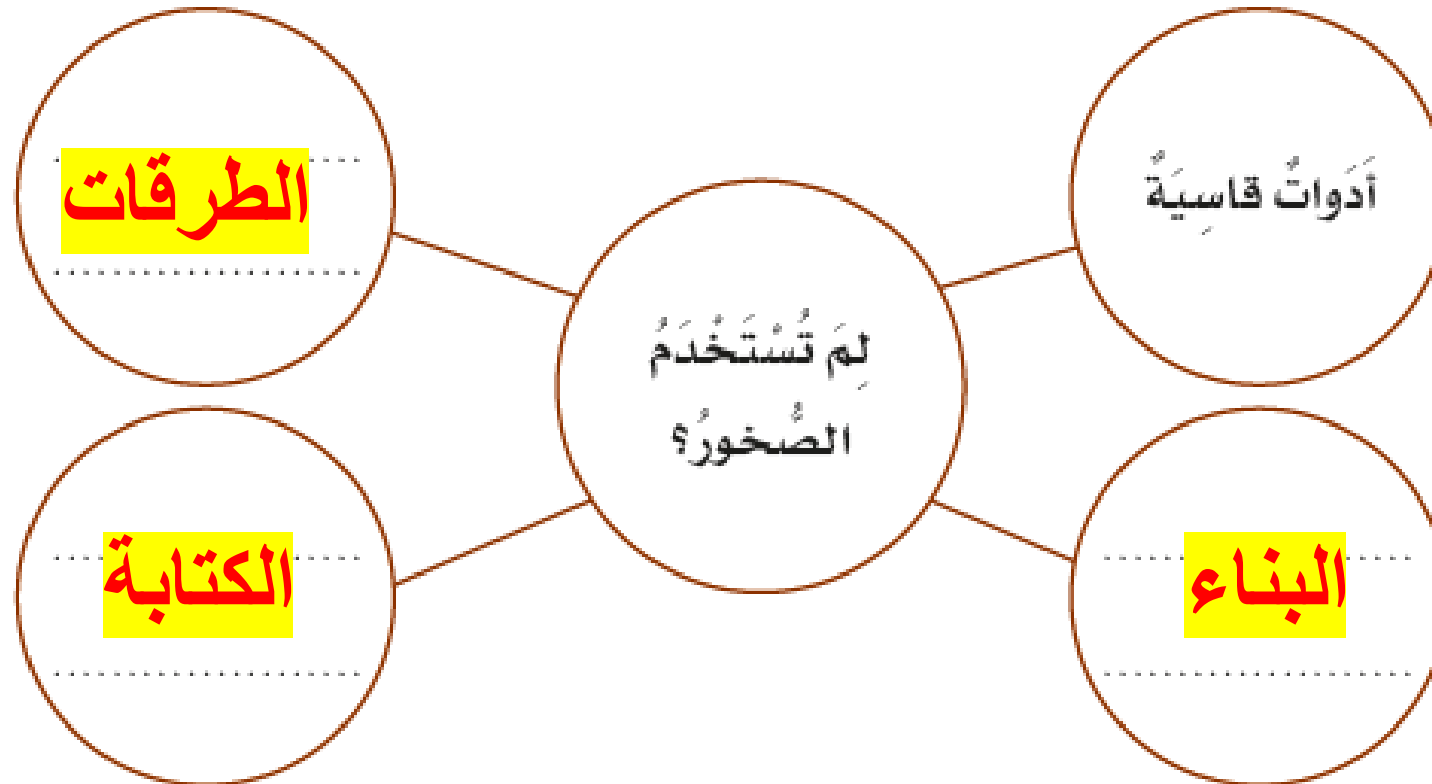 أَدَواتٌ قاسِيَةٌ
الطرقات
لِمَ تُسْتَخْدَمُ
الصُّخورُ؟
البناء
الكتابة